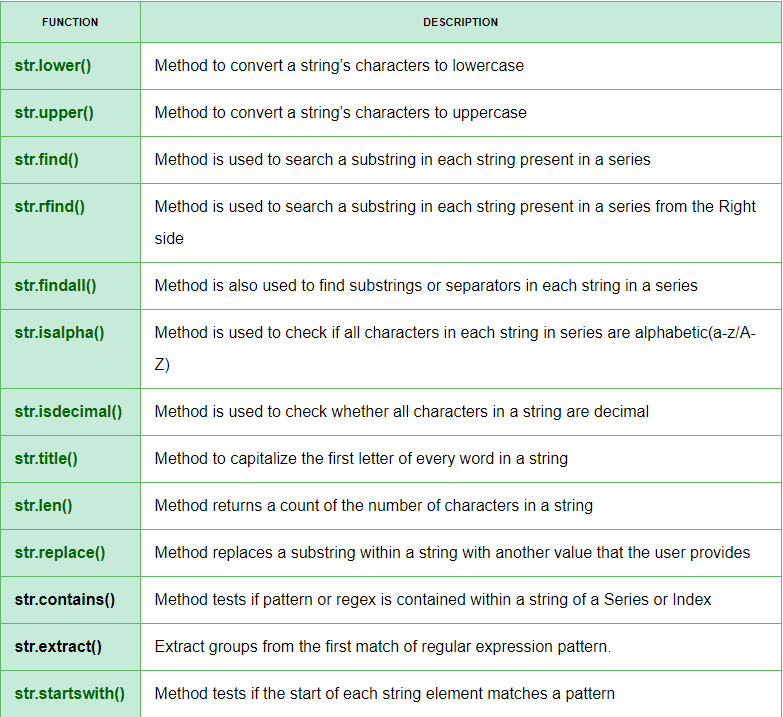 FUNCTION DESCRIPTION
str.lower() Method to convert a string’s characters to lowercase
str.upper() Method to convert a string’s characters to uppercase
str.find() Method is used to search a substring in each string present in a series
str.rfind() Method is used to search a substring in each string present in a series from the Right
side
str.findall() Method is also used to find substrings or separators in each string in a series
str.isalpha() Method is used to check if all characters in each string in series are alphabetic(a-z/A-
Z)
str.isdecimal() Method is used to check whether all characters in a string are decimal
str.title() Method to capitalize the first letter of every word in a string
str.len() Method returns a count of the number of characters in a string
str.replace() Method replaces a substring within a string with another value that the user provides
str.contains() Method tests if pattern or regex is contained within a string of a Series or Index
str.extract() Extract groups from the first match of regular expression pattern.
str.startswith() Method tests if the start of each string element matches a pattern